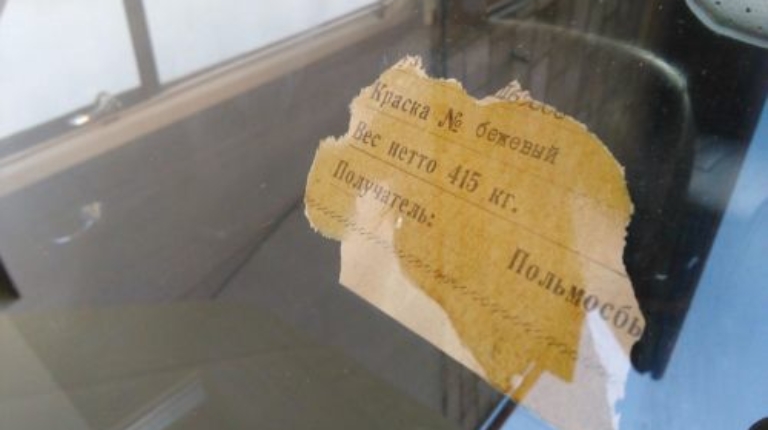 Краска № бежевый
Вес нетто 415 кг.
Получатель:
Польмосбы